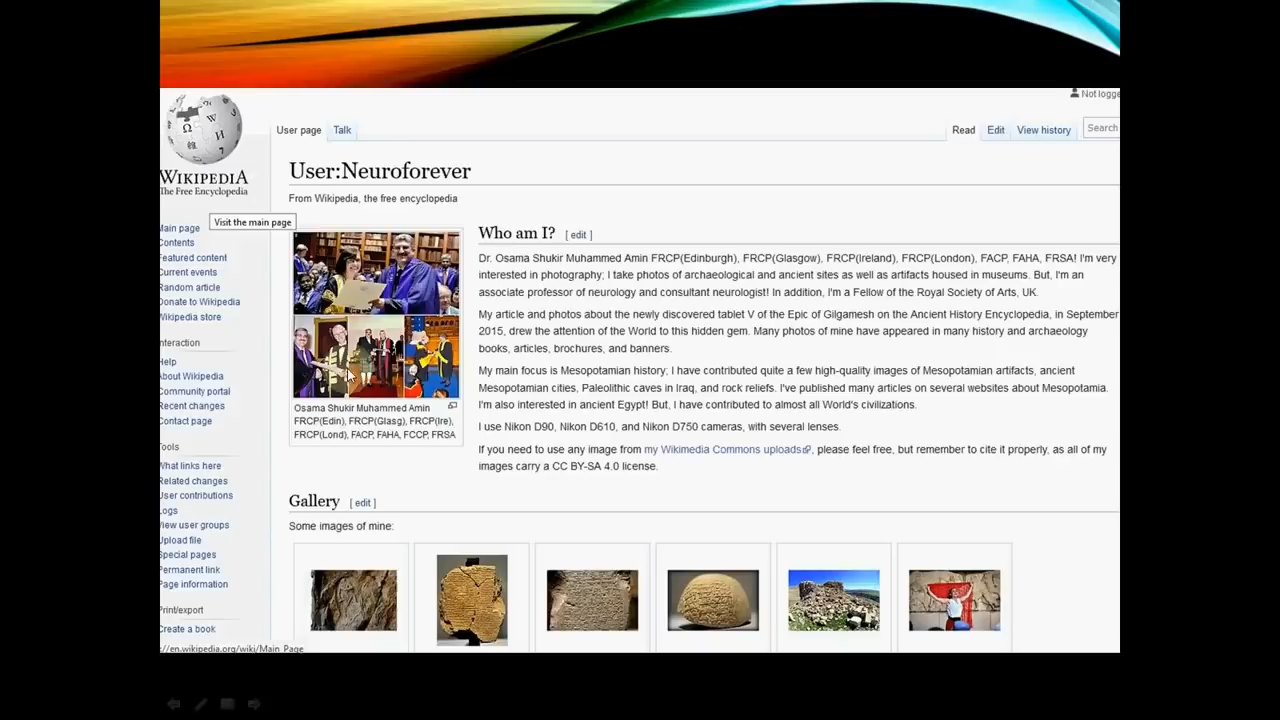 Not logge
User page Talk Read Edit View history Search
WIKIPEDIA
The Free Encyclopedia
User:Neuroforever
From Wikipedia, the free encyclopedia
Visit the main page
Main page
Contents
Featured content
Current events
Random article
Donate to Wikipedia
Wikipedia store
Interaction
Help
About Wikipedia
Community portal
Recent changes
Contact page
Tools
What links here
Related changes
User contributions
Logs
View user groups
Upload file
Special pages
Permanent link
Page information
Print/export
Create a book
://en.wikipedia.org/wiki/Main_Page
Osama Shukir Muhammed Amin
FRCP(Edin), FRCP(Glasg), FRCP(Ire),
FRCP(Lond), FACP, FAHA, FCCP, FRSA
Who am I? [ edit ]
Dr. Osama Shukir Muhammed Amin FRCP(Edinburgh), FRCP(Glasgow), FRCP(Ireland), FRCP(London), FACP, FAHA, FRSA! I'm very
interested in photography; I take photos of archaeological and ancient sites as well as artifacts housed in museums. But, I'm an
associate professor of neurology and consultant neurologist! In addition, I'm a Fellow of the Royal Society of Arts, UK.
My article and photos about the newly discovered tablet V of the Epic of Gilgamesh on the Ancient History Encyclopedia, in September
2015, drew the attention of the World to this hidden gem. Many photos of mine have appeared in many history and archaeology
books, articles, brochures, and banners.
My main focus is Mesopotamian history; I have contributed quite a few high-quality images of Mesopotamian artifacts, ancient
Mesopotamian cities, Paleolithic caves in Iraq, and rock reliefs. I've published many articles on several websites about Mesopotamia.
I'm also interested in ancient Egypt! But, I have contributed to almost all World's civilizations.
I use Nikon D90, Nikon D610, and Nikon D750 cameras, with several lenses.
If you need to use any image from my Wikimedia Commons uploads, please feel free, but remember to cite it properly, as all of my
images carry a CC BY-SA 4.0 license.
Gallery [ edit ]
Some images of mine: